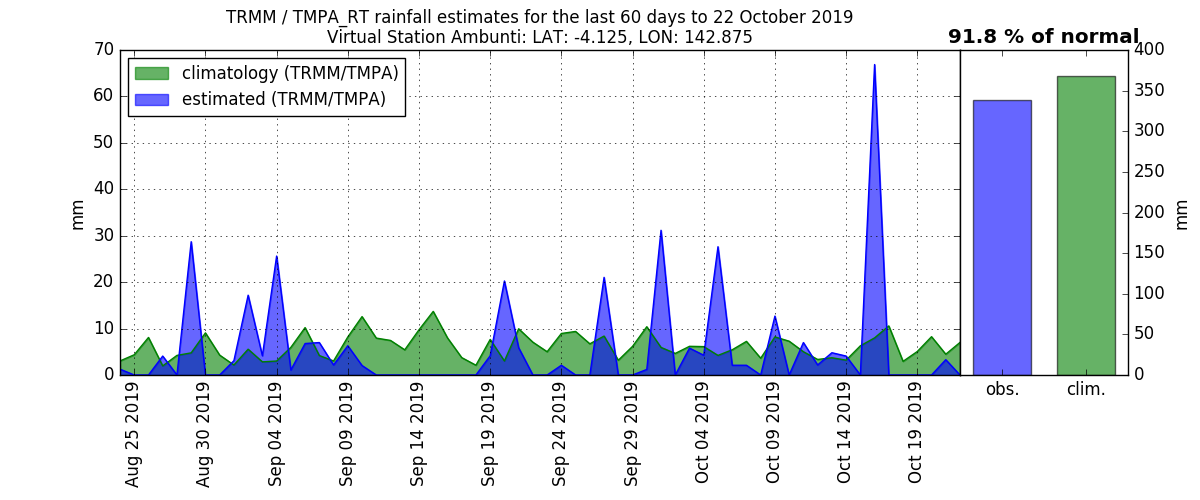 TRMM / TMPA_RT rainfall estimates for the last 60 days to 22 October 2019
Virtual Station Ambunti: LAT: -4.125, LON: 142.875
91.8 % of normal
climatology (TRMM/TMPA)
estimated (TRMM/TMPA)
mm
70
60
50
40
30
20
10
0
Aug 25 2019
Aug 30 2019
Sep 04 2019
Sep 09 2019
Sep 14 2019
Sep 19 2019
Sep 24 2019
Sep 29 2019
Oct 04 2019
Oct 09 2019
Oct 14 2019
Oct 19 2019
obs.
clim.
400
350
300
250
200
150
100
50
0
mm